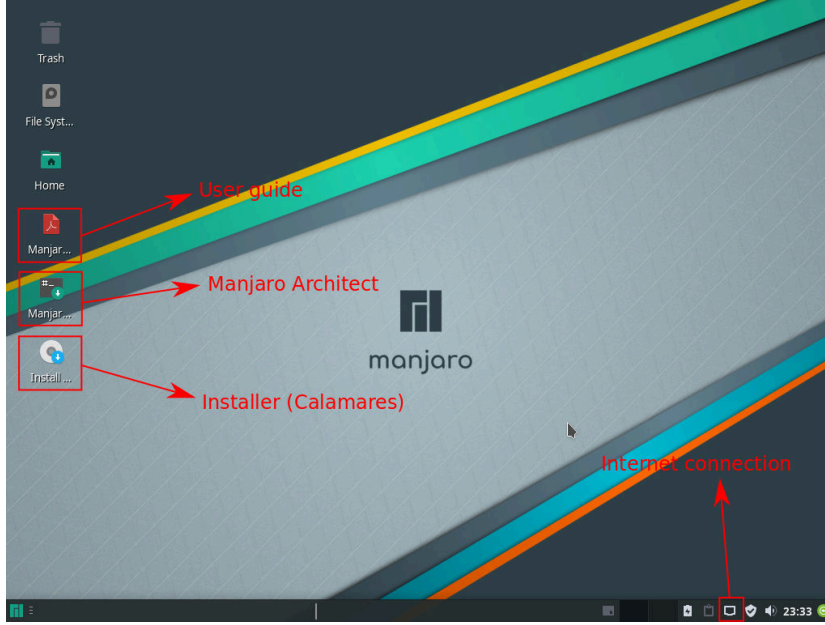 Trash
File Syst...
Home
User guide
Manjar...
Manjaro Architect
Manjar...
manjaro
Install ...
Installer (Calamares)
Internet connection
23:33